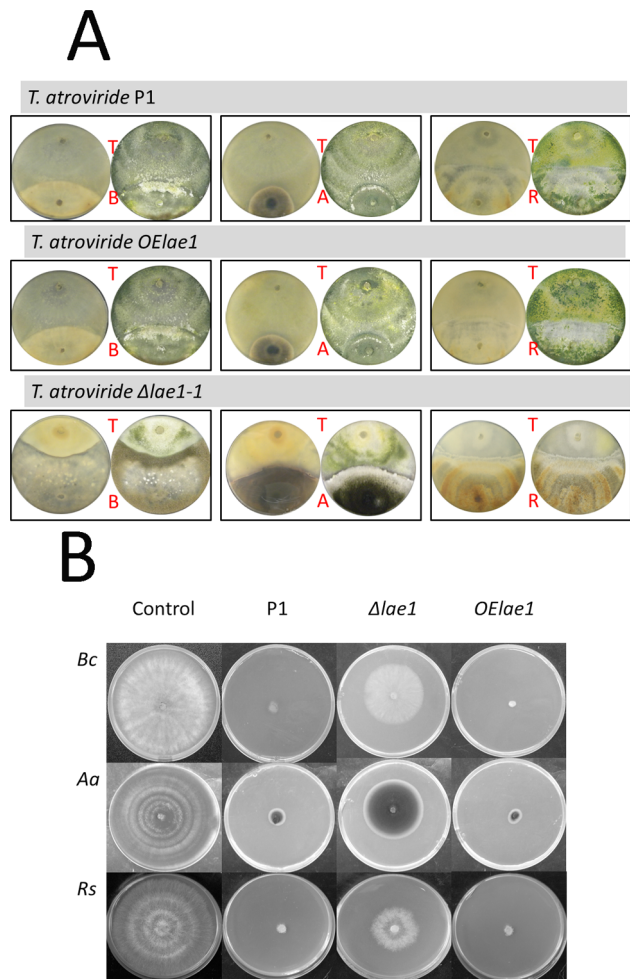 A
T. atroviride P1
T T T
B A R
T. atroviride OElae1
T T T
B A R
T. atroviride Δlae1-1
T T T
B A R
B
Control P1 Δlae1 OElae1
Bc
Aa
Rs